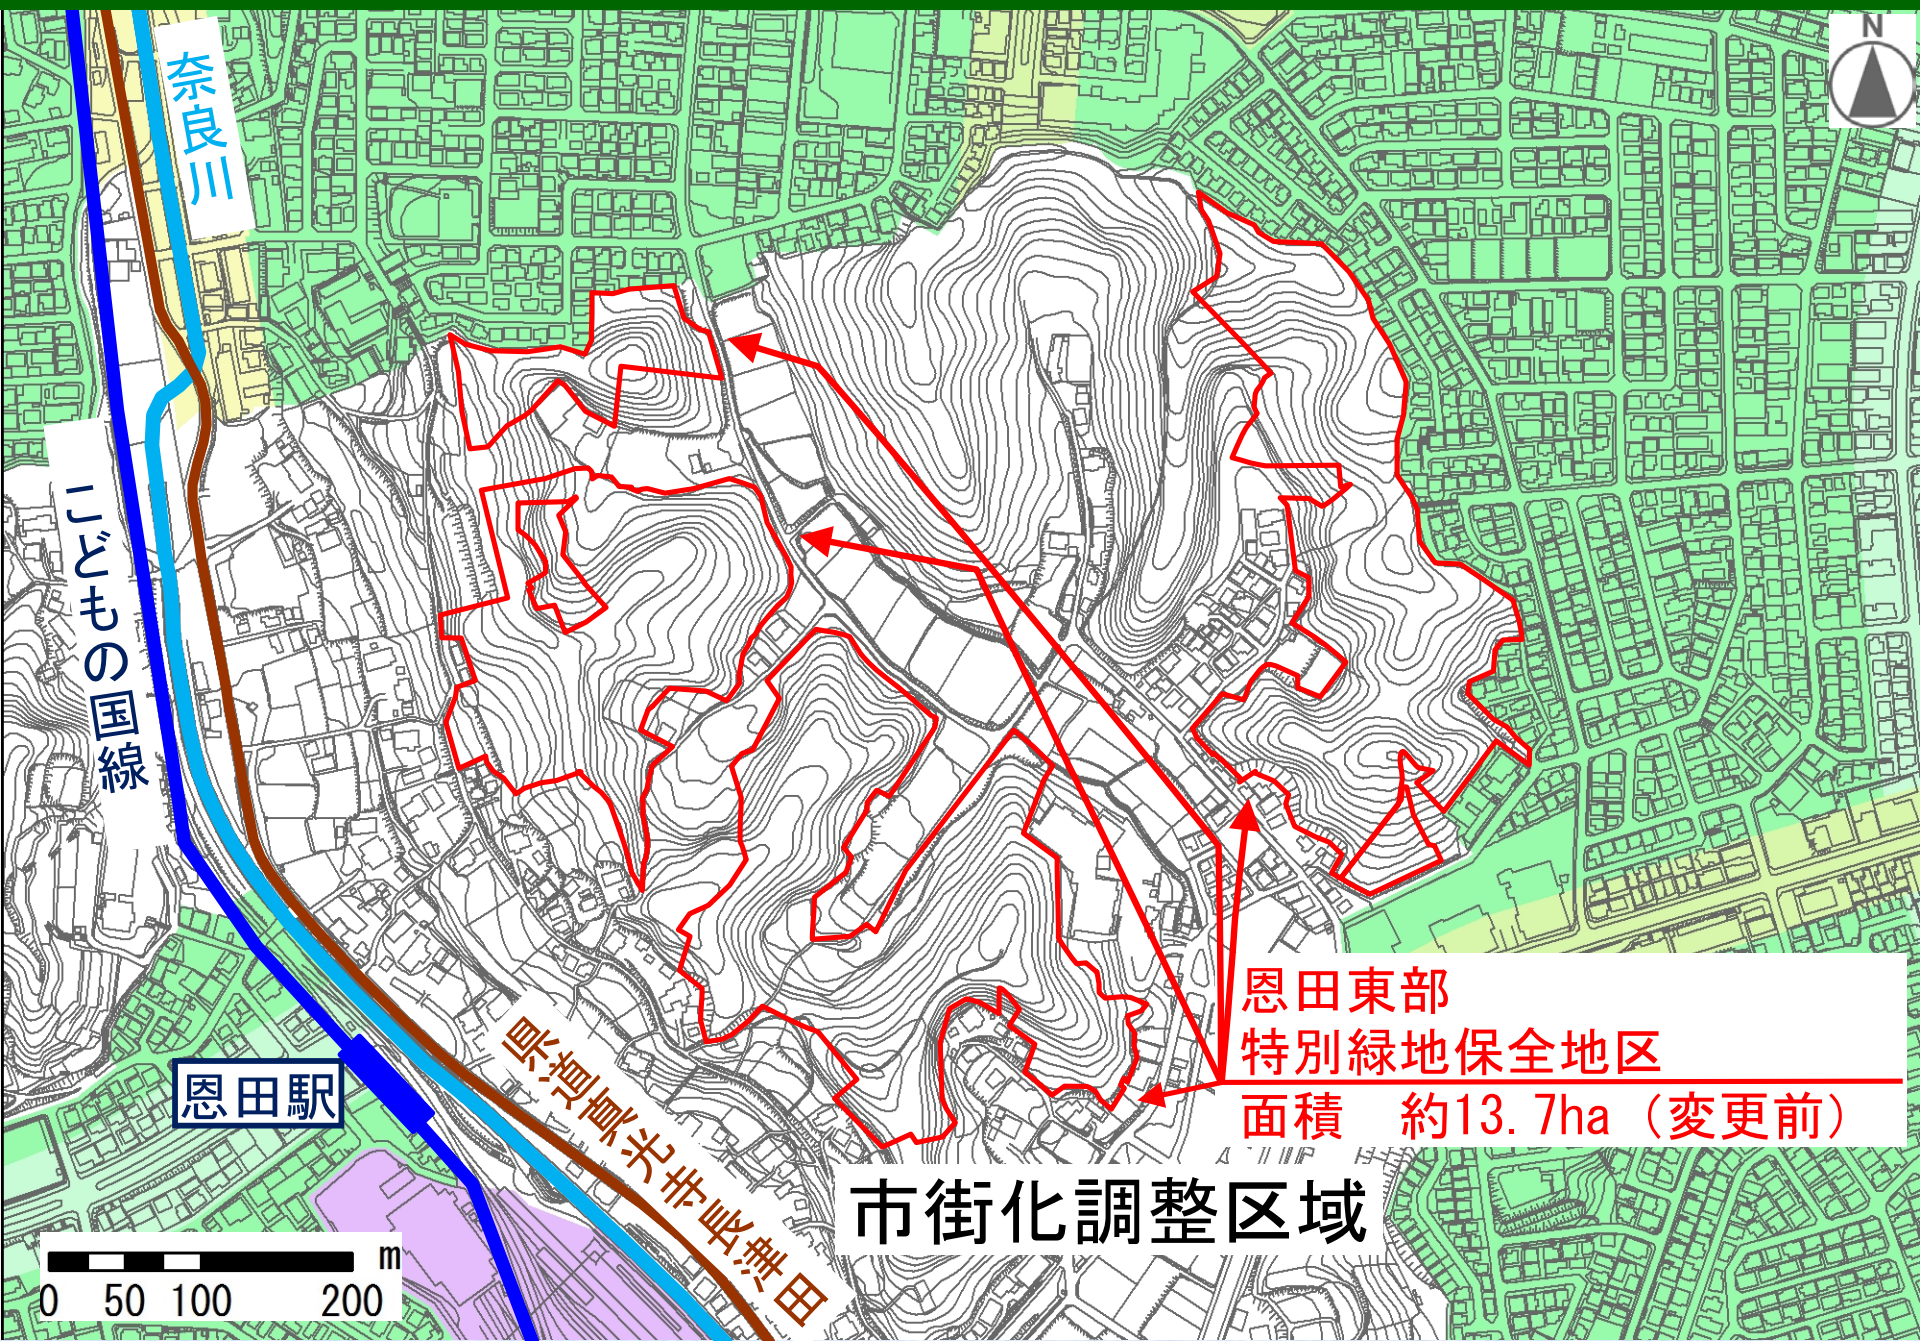 N
奈良川
こどもの国線
恩田東部
特別緑地保全地区
面積　約13.7ha（変更前）
恩田駅
県道真光寺長津田
市街化調整区域
m
0 50 100 200